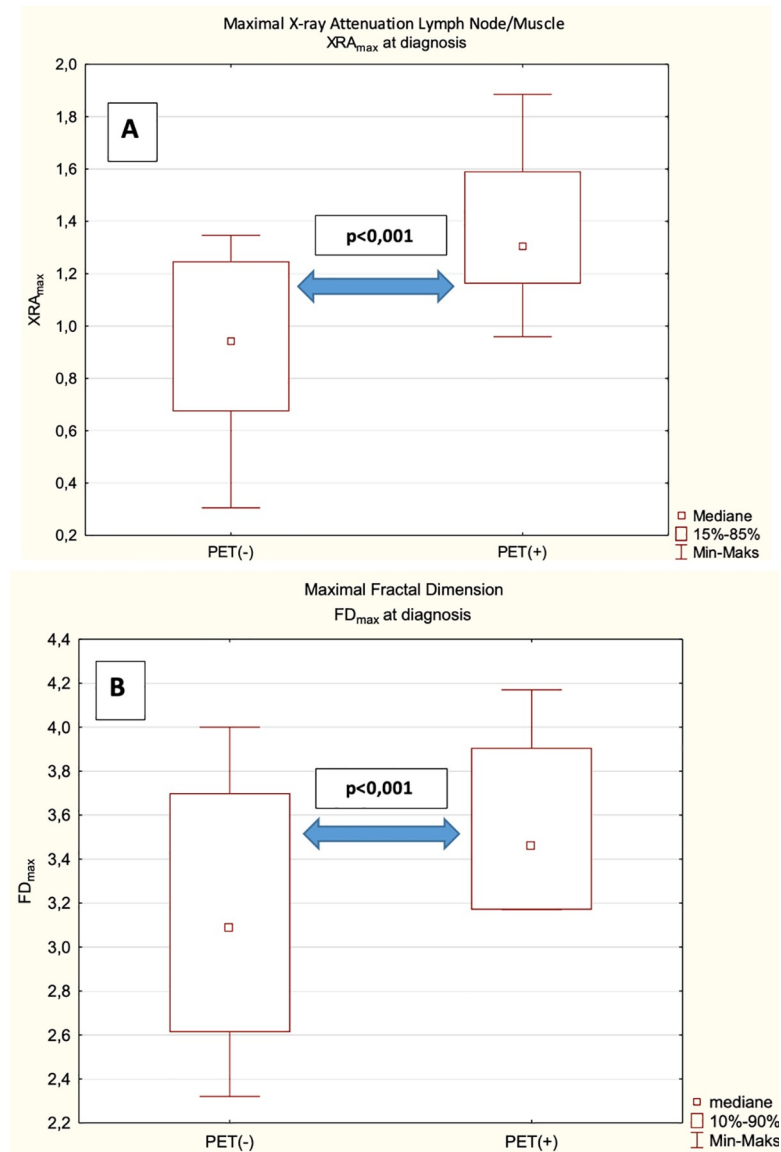 Maximal X-ray Attenuation Lymph Node/Muscle
XRAmax at diagnosis
2,0
1,8
1,6
1,4
1,2
1,0
0,8
0,6
0,4
0,2
XRAmax
A
p<0,001
PET(-)
PET(+)
Mediane
15%-85%
Min-Maks
Maximal Fractal Dimension
FDmax at diagnosis
4,4
4,2
4,0
3,8
3,6
3,4
3,2
3,0
2,8
2,6
2,4
2,2
FDmax
B
p<0,001
PET(-)
PET(+)
mediane
10%-90%
Min-Maks